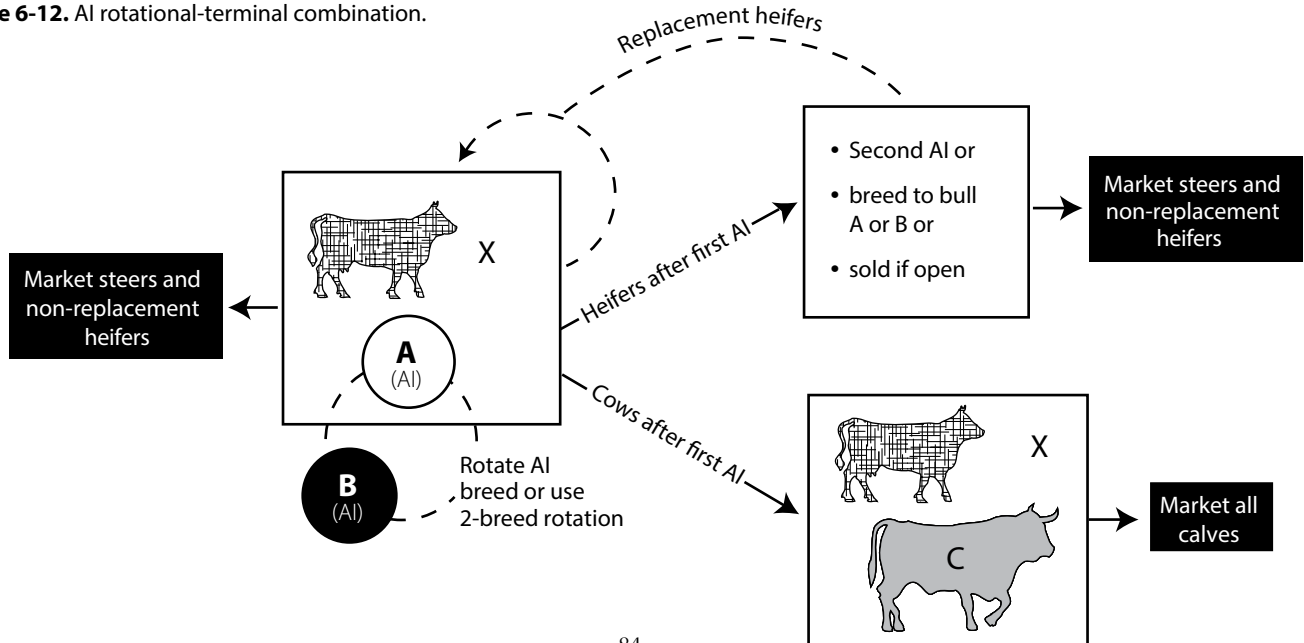 e 6-12. AI rotational-terminal combination.
Replacement heifers
• Second AI or
• breed to bull
A or B or
• sold if open
Market steers and
non-replacement
heifers
X
Heifers after first AI
Market steers and
non-replacement
heifers
A
(AI)
Cows after first AI
B
(AI)
Rotate AI
breed or use
2-breed rotation
X
C
Market all
calves